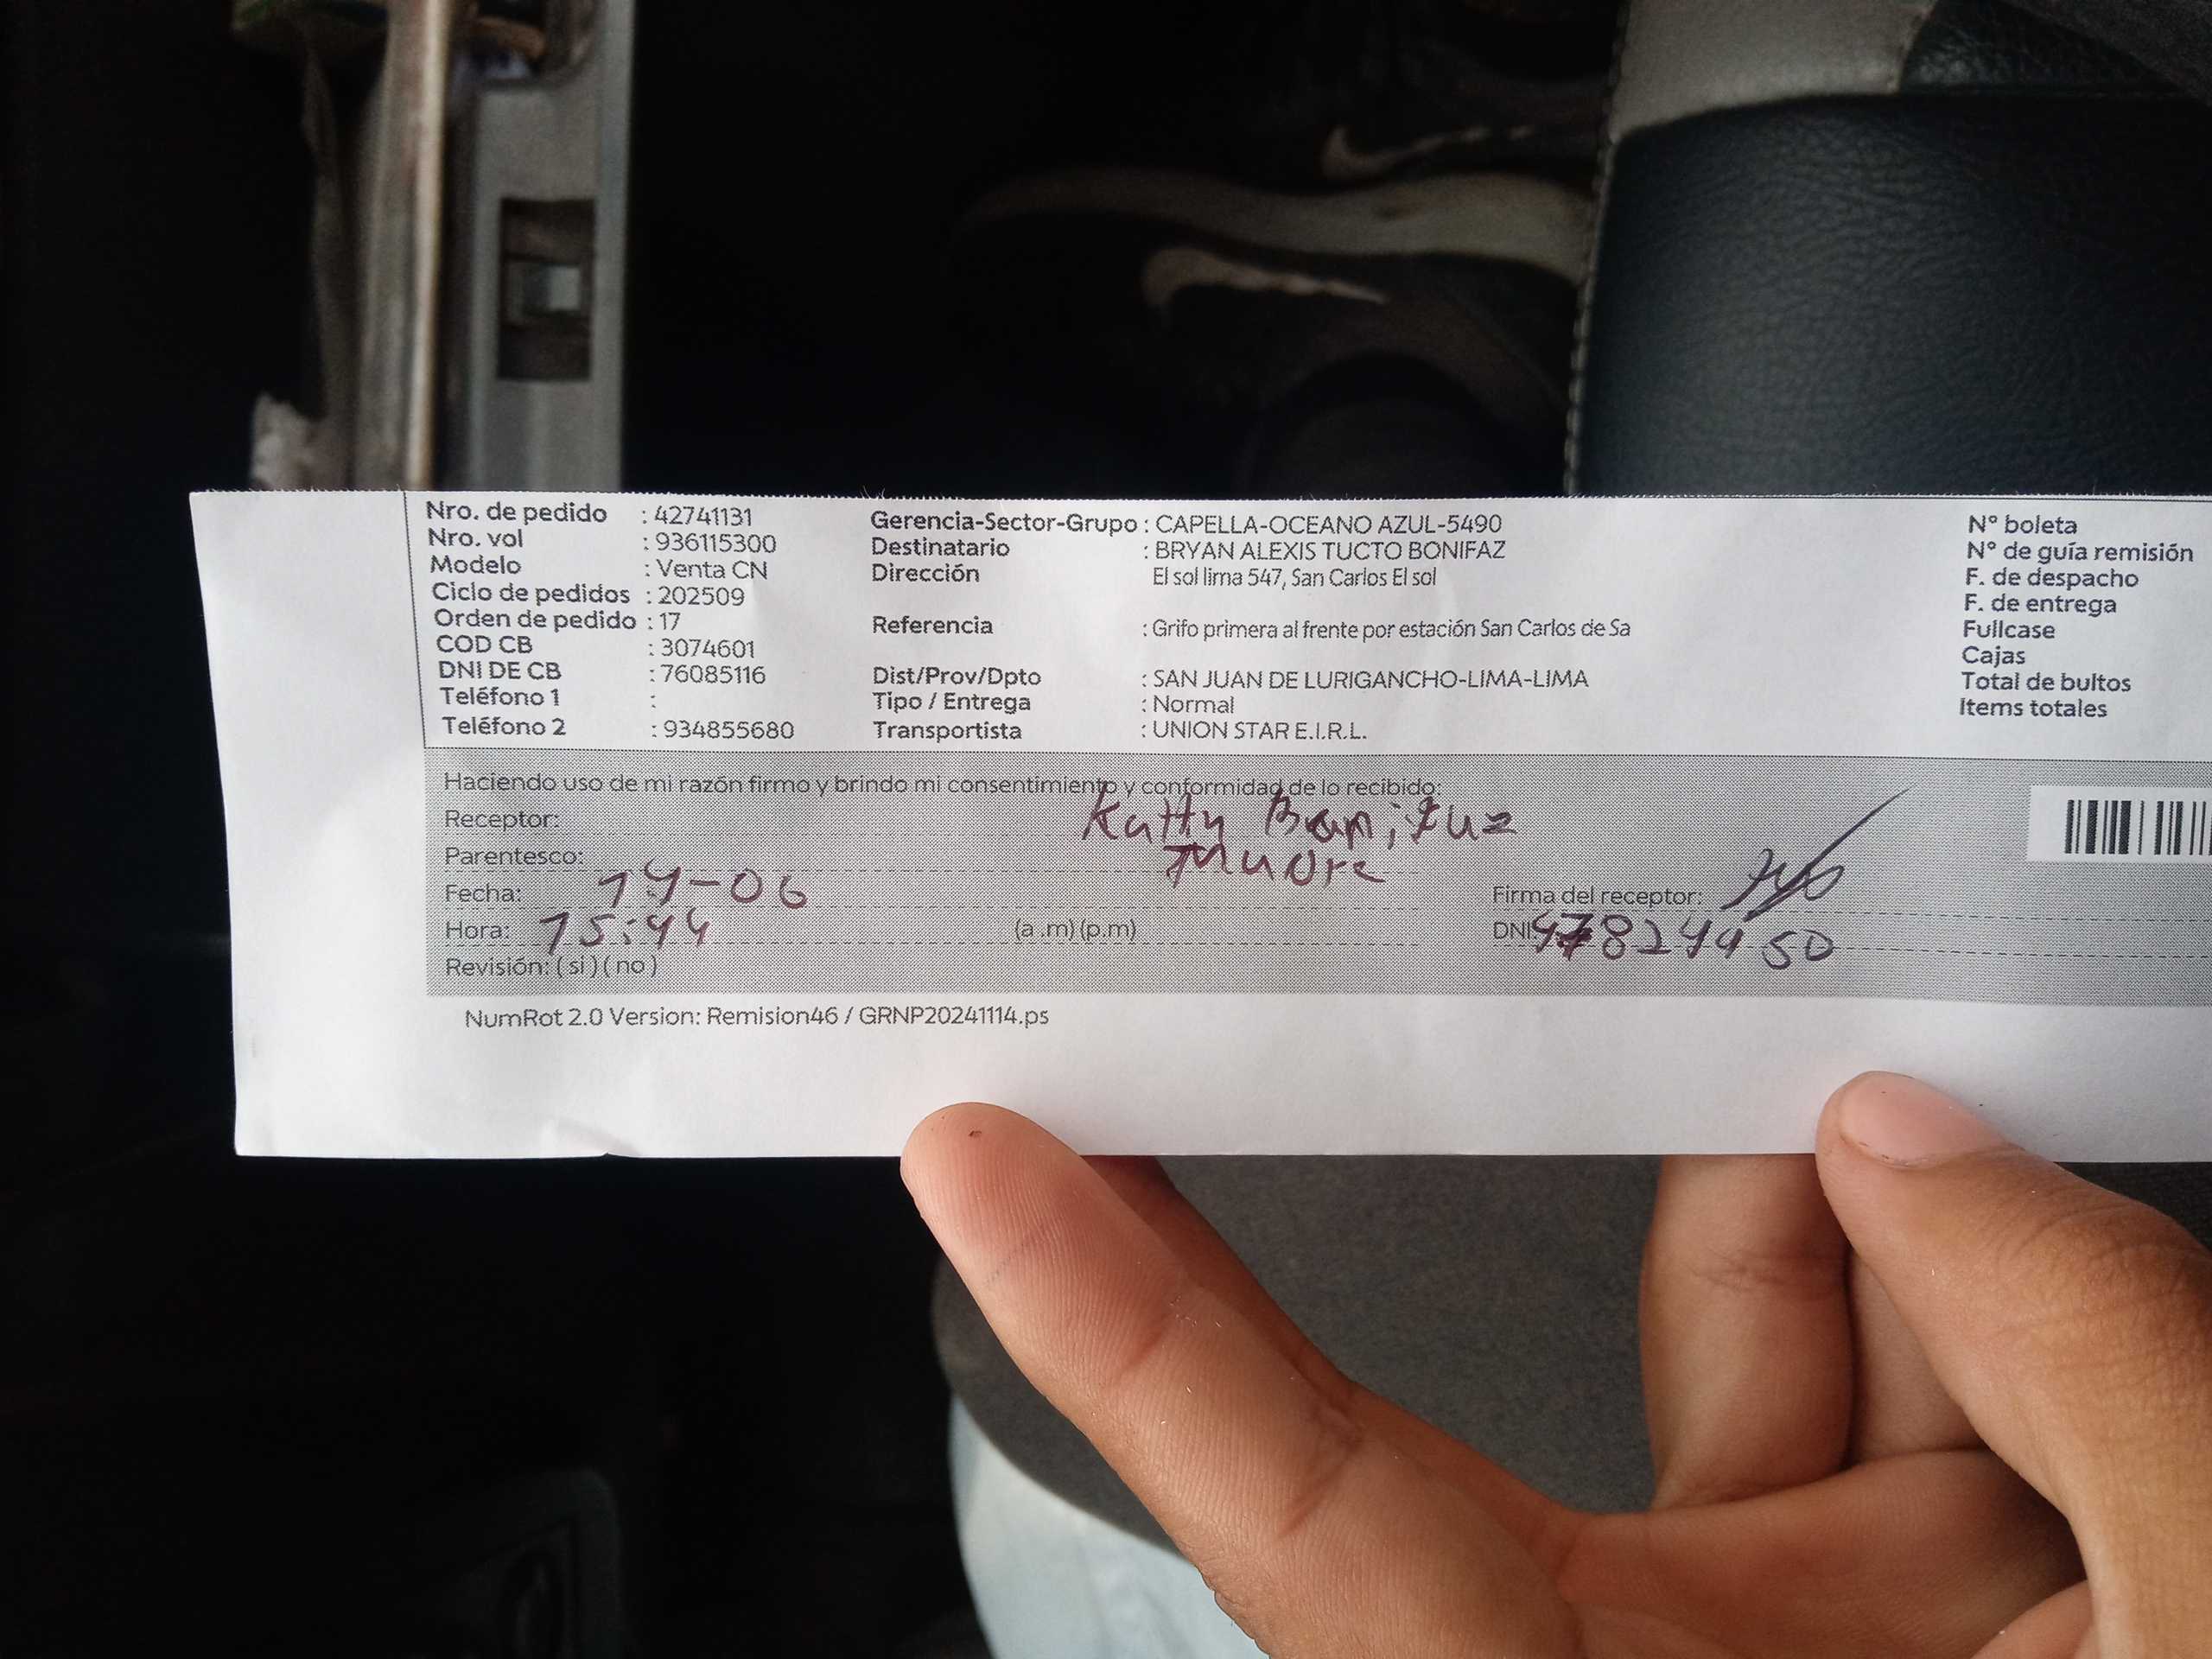 Nro. de pedido : 42741131
Nro. vol : 936115300
Modelo : Venta CN
Ciclo de pedidos : 202509
Orden de pedido : 17
COD CB : 3074601
DNI DE CB : 76085116
Teléfono 1 :
Teléfono 2 : 934855680
Gerencia-Sector-Grupo : CAPELLA-OCEANO AZUL-5490
Destinatario : BRYAN ALEXIS TUCTO BONIFAZ
Dirección El sol lima 547, San Carlos El sol
Referencia : Grifo primera al frente por estación San Carlos de Sa
Dist/Prov/Dpto : SAN JUAN DE LURIGANCHO-LIMA-LIMA
Tipo / Entrega : Normal
Transportista : UNION STAR E.I.R.L.
N° boleta
N° de guía remisión
F. de despacho
F. de entrega
Fullcase
Cajas
Total de bultos
Items totales
Haciendo uso de mi razón firmo y brindo mi consentimiento y conformidad de lo recibido:
Receptor: Katty
Parentesco:
Fecha: 14-06
Hora: 15:44 (a .m) (p.m)
Revisión: ( si ) ( no )
Firma del receptor:
DNI:
NumRot 2.0 Version: Remision46 / GRNP20241114.ps